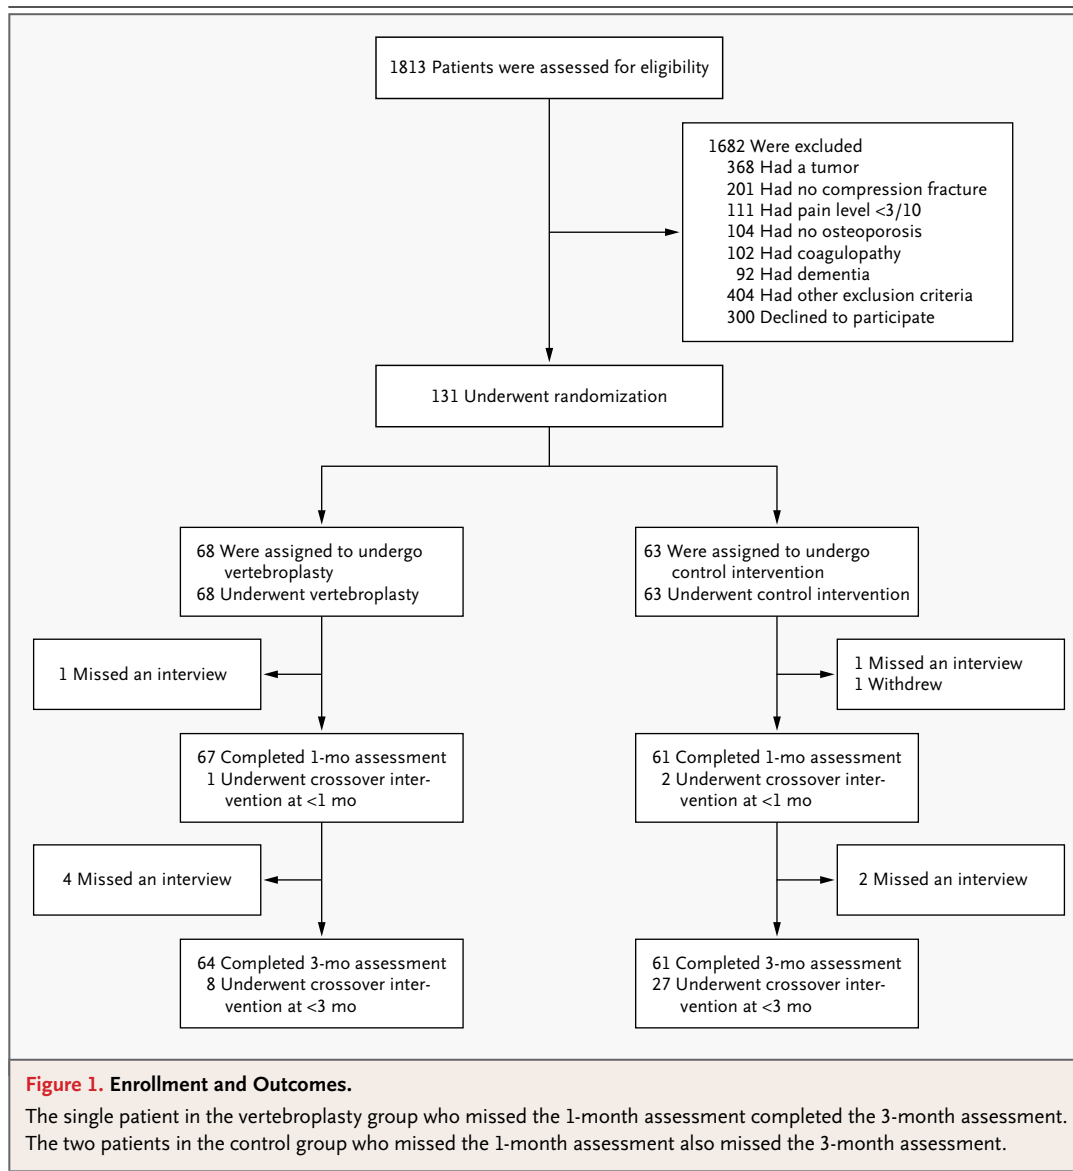 1813 Patients were assessed for eligibility
1682 Were excluded
368 Had a tumor
201 Had no compression fracture
111 Had pain level <3/10
104 Had no osteoporosis
102 Had coagulopathy
92 Had dementia
404 Had other exclusion criteria
300 Declined to participate
131 Underwent randomization
68 Were assigned to undergo
vertebroplasty
68 Underwent vertebroplasty
63 Were assigned to undergo
control intervention
63 Underwent control intervention
1 Missed an interview
1 Missed an interview
1 Withdrew
67 Completed 1-mo assessment
1 Underwent crossover inter-
vention at <1 mo
61 Completed 1-mo assessment
2 Underwent crossover inter-
vention at <1 mo
4 Missed an interview
2 Missed an interview
64 Completed 3-mo assessment
8 Underwent crossover inter-
vention at <3 mo
61 Completed 3-mo assessment
27 Underwent crossover inter-
vention at <3 mo
Figure 1. Enrollment and Outcomes.
The single patient in the vertebroplasty group who missed the 1-month assessment completed the 3-month assessment.
The two patients in the control group who missed the 1-month assessment also missed the 3-month assessment.